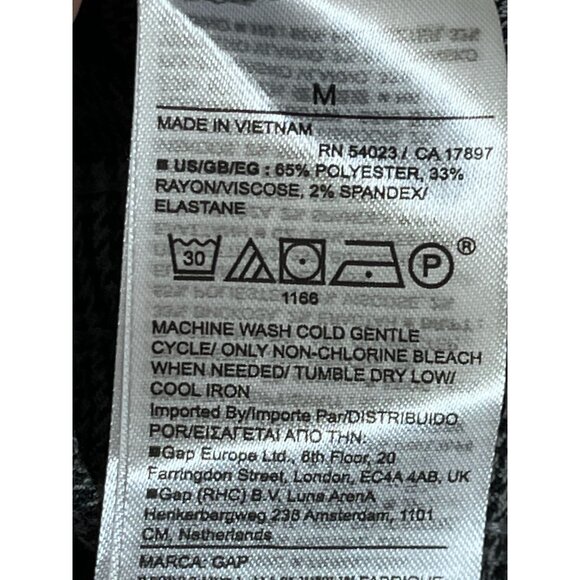 M
MADE IN VIETNAM
RN 54023 / CA 17897
■ US/GB/EG : 65% POLYESTER, 33%
RAYON/VISCOSE, 2% SPANDEX/
ELASTANE
30 P ®
1166
MACHINE WASH COLD GENTLE
CYCLE/ ONLY NON-CHLORINE BLEACH
WHEN NEEDED/ TUMBLE DRY LOW/
COOL IRON
Imported By/Importe Par/DISTRIBUIDO
POR/ΕΙΣΑΓΕΤΑΙ ΑΠΟ ΤΗΝ:
■Gap Europe Ltd., 6th Floor, 20
Farringdon Street, London, EC4A 4AB, UK
■Gap (RHC) B.V. Luna ArenA
Herikerbergweg 238 Amsterdam, 1101
CM, Netherlands
MARCA: GAP